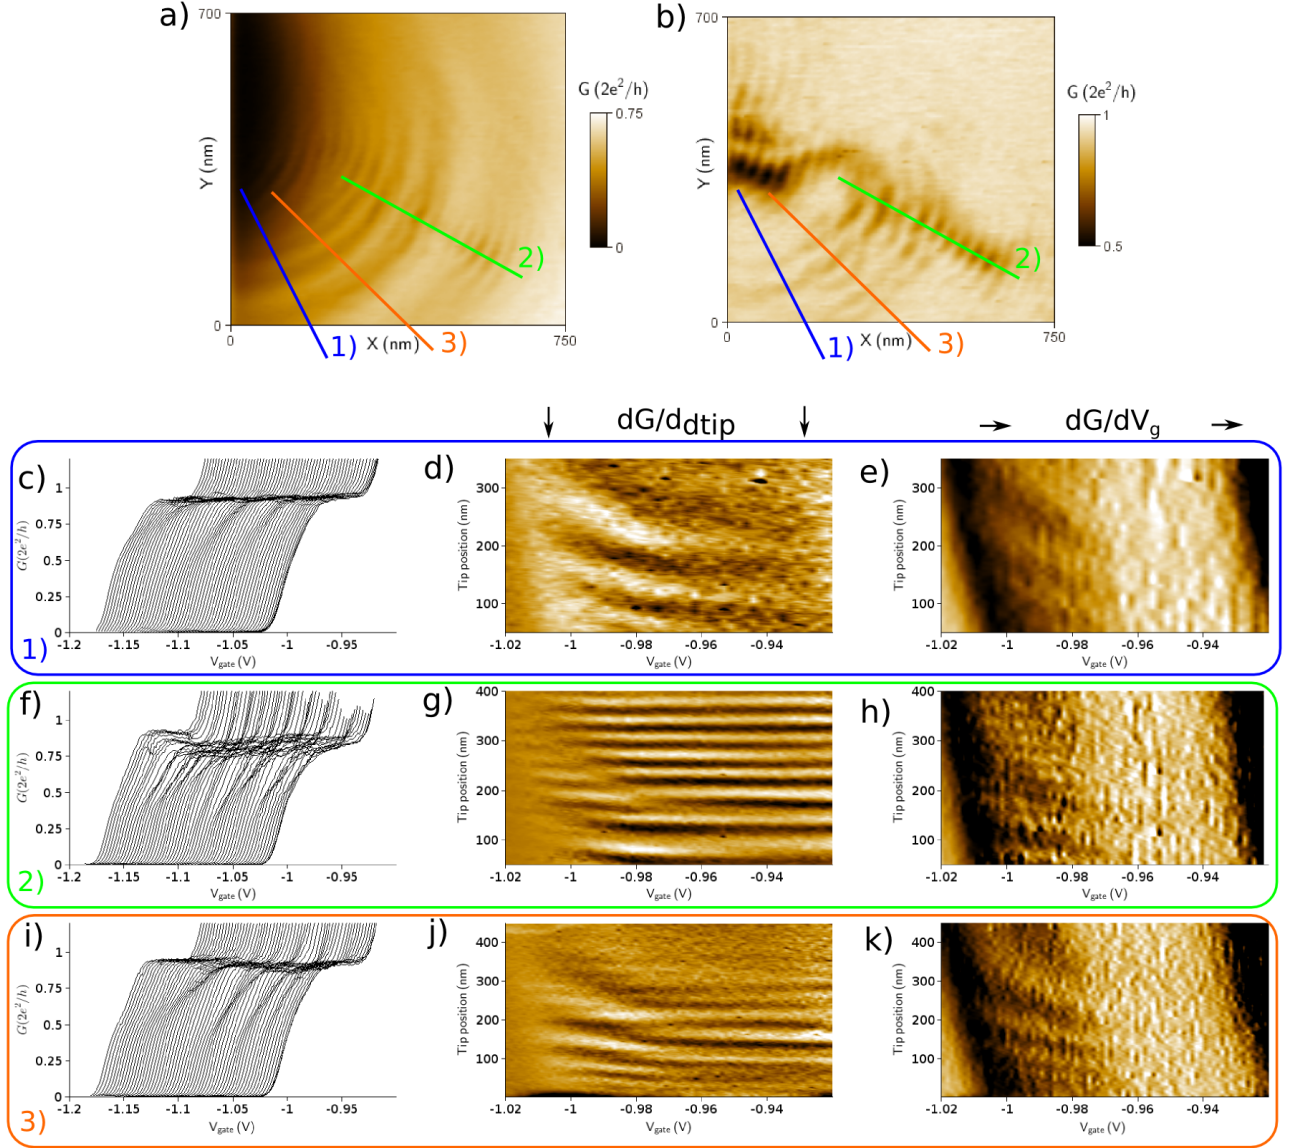 a)
700
Y (nm)
0
0
X (nm)
750
1)
2)
3)
G (2e²/h)
0.75
0
b)
700
Y (nm)
0
0
X (nm)
750
1)
2)
3)
G (2e²/h)
1
0.5
dG/ddtip
dG/dVg
c)
G(2e²/h)
1
0.75
0.5
0.25
0
-1.2 -1.15 -1.1 -1.05 -1 -0.95
Vgate (V)
1)
d)
Tip position (nm)
300
200
100
-1.02 -1 -0.98 -0.96 -0.94
Vgate (V)
e)
Tip position (nm)
300
200
100
-1.02 -1 -0.98 -0.96 -0.94
Vgate (V)
f)
G(2e²/h)
1
0.75
0.5
0.25
0
-1.2 -1.15 -1.1 -1.05 -1 -0.95
Vgate (V)
2)
g)
Tip position (nm)
400
300
200
100
-1.02 -1 -0.98 -0.96 -0.94
Vgate (V)
h)
Tip position (nm)
400
300
200
100
-1.02 -1 -0.98 -0.96 -0.94
Vgate (V)
i)
G(2e²/h)
1
0.75
0.5
0.25
0
-1.2 -1.15 -1.1 -1.05 -1 -0.95
Vgate (V)
3)
j)
Tip position (nm)
400
300
200
100
-1.02 -1 -0.98 -0.96 -0.94
Vgate (V)
k)
Tip position (nm)
400
300
200
100
-1.02 -1 -0.98 -0.96 -0.94
Vgate (V)